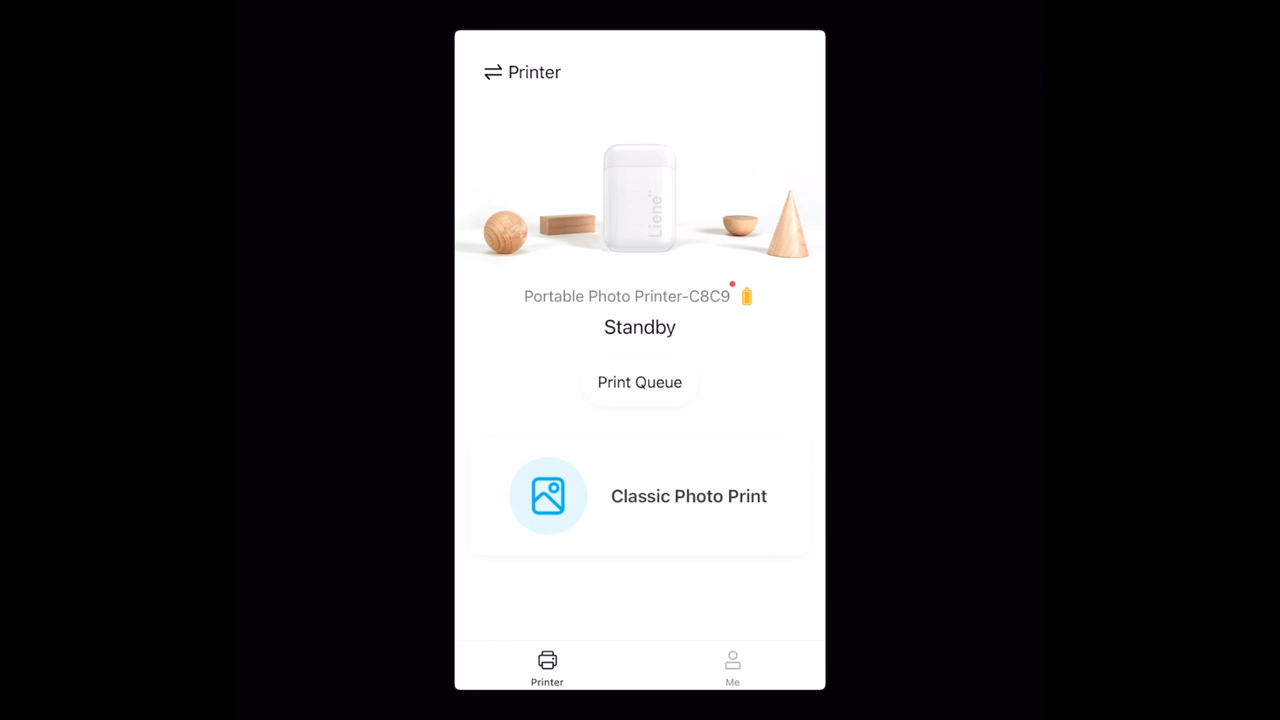 Printer
Liene
Portable Photo Printer-C8C9
Standby
Print Queue
Classic Photo Print
Printer
Me